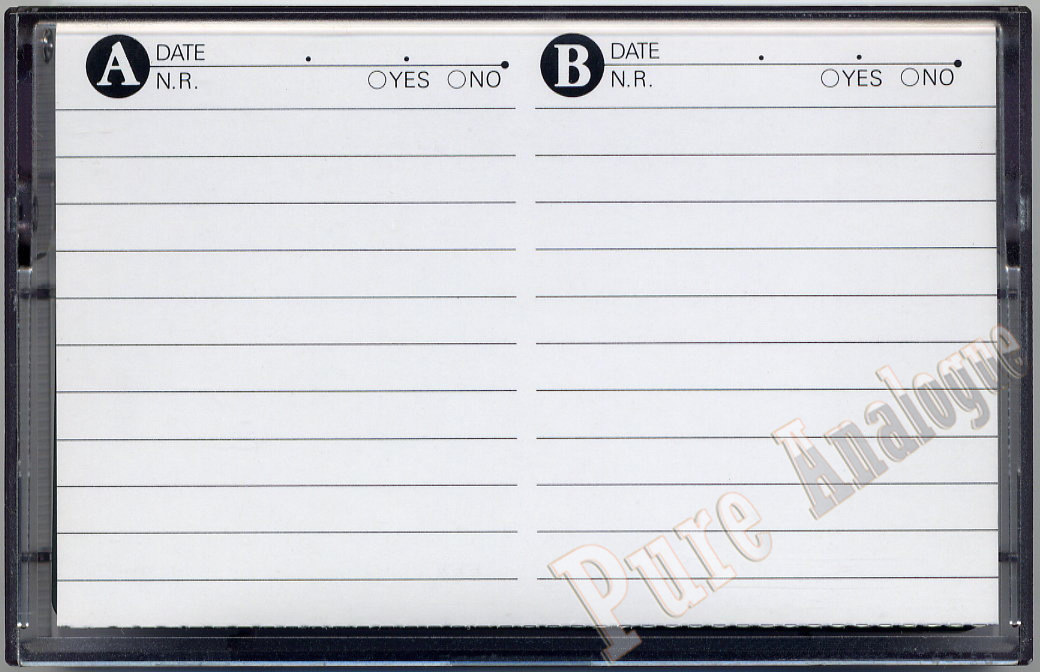 A DATE . .
N.R. ○YES ○NO
B DATE . .
N.R. ○YES ○NO
Pure Analogue